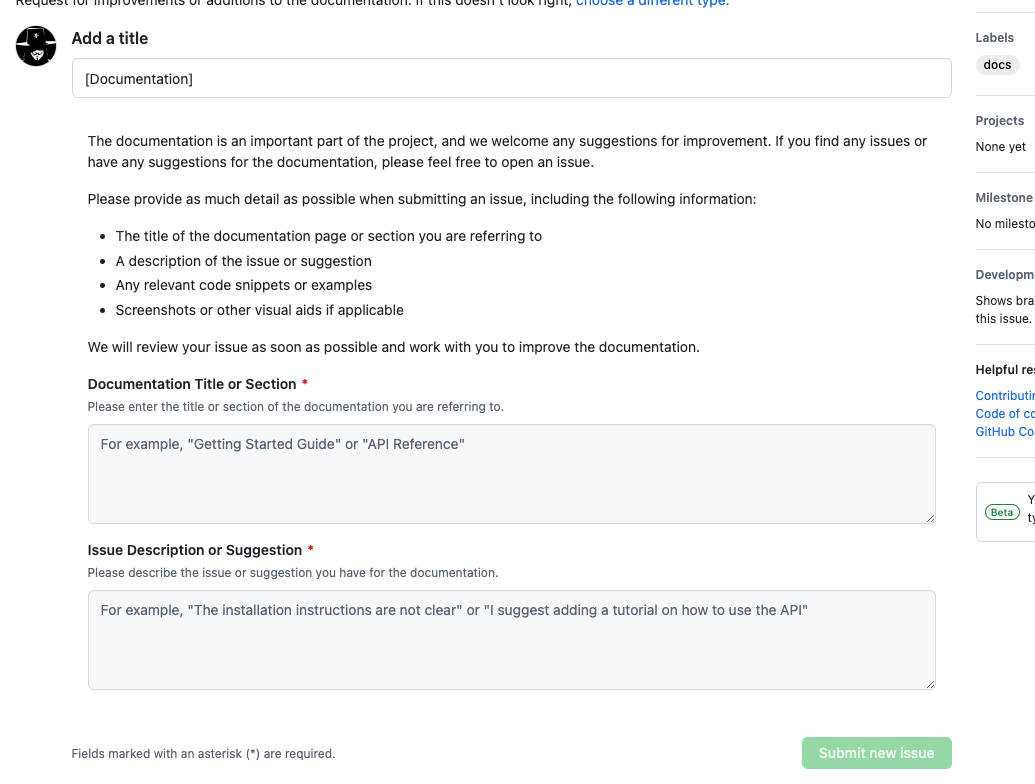 Request for improvements or additions to the documentation. If this doesn't look right, choose a different type.
Add a title
[Documentation]
The documentation is an important part of the project, and we welcome any suggestions for improvement. If you find any issues or
have any suggestions for the documentation, please feel free to open an issue.
Please provide as much detail as possible when submitting an issue, including the following information:
The title of the documentation page or section you are referring to
A description of the issue or suggestion
Any relevant code snippets or examples
Screenshots or other visual aids if applicable
We will review your issue as soon as possible and work with you to improve the documentation.
Documentation Title or Section *
Please enter the title or section of the documentation you are referring to.
For example, "Getting Started Guide" or "API Reference"
Issue Description or Suggestion *
Please describe the issue or suggestion you have for the documentation.
For example, "The installation instructions are not clear" or "I suggest adding a tutorial on how to use the API"
Fields marked with an asterisk (*) are required.
Submit new issue
Labels
docs
Projects
None yet
Milestone
No milesto
Developm
Shows bra
this issue.
Helpful re
Contributi
Code of co
GitHub Co
Beta
Y
ty